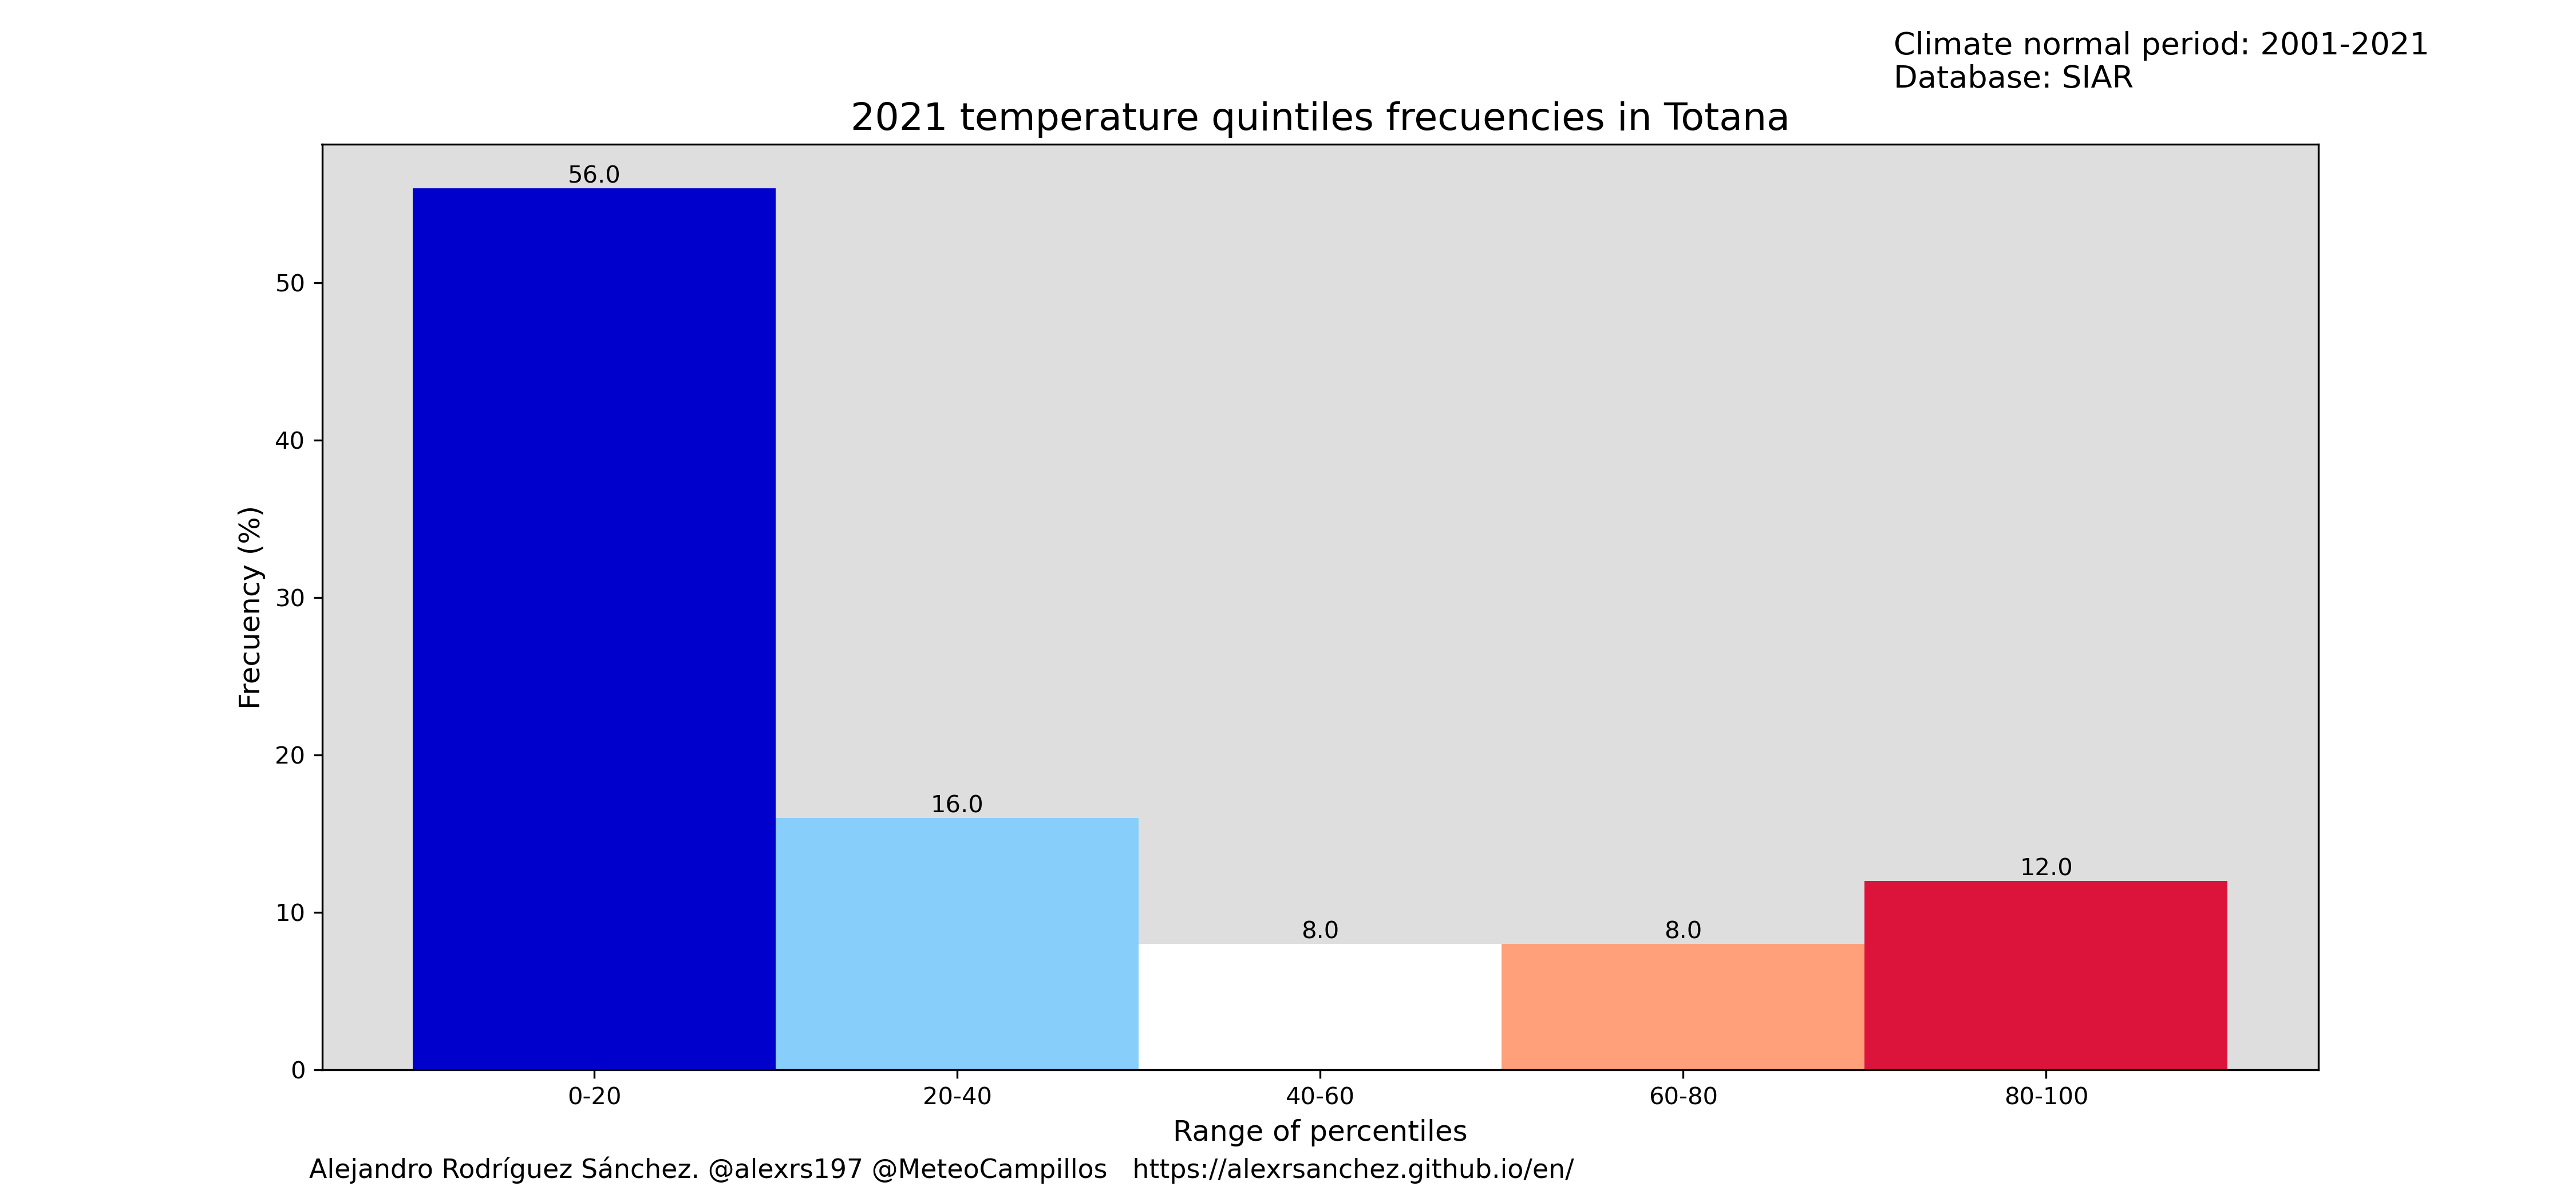 Climate normal period: 2001-2021
Database: SIAR
2021 temperature quintiles frecuencies in Totana
56.0
50
40
Frecuency (%)
30
20
16.0
12.0
10
8.0
8.0
0
0-20
20-40
40-60
60-80
80-100
Range of percentiles
Alejandro Rodríguez Sánchez. @alexrs197 @MeteoCampillos https://alexrsanchez.github.io/en/